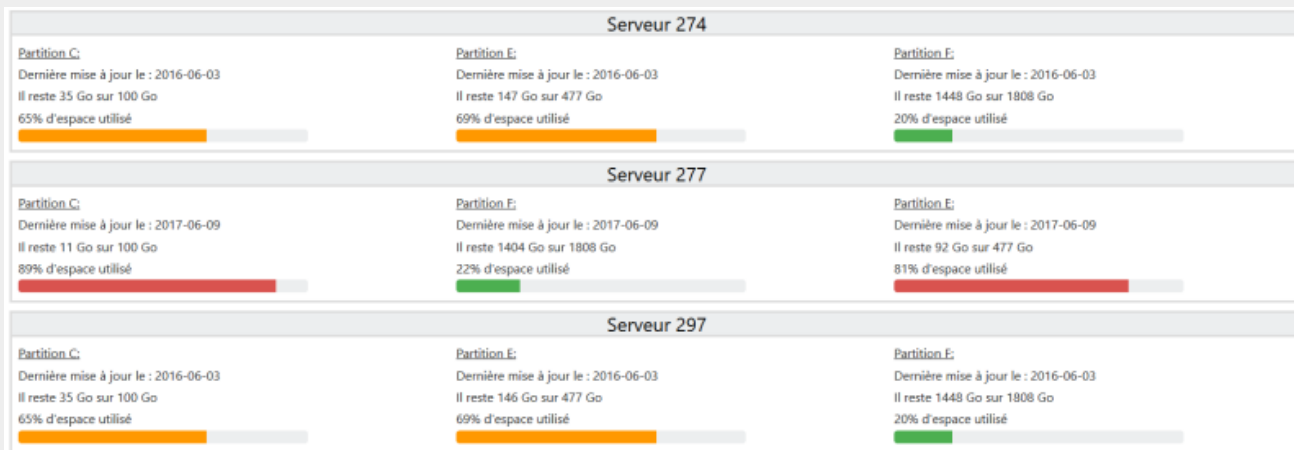 Serveur 274
Partition C:
Dernière mise à jour le : 2016-06-03
Il reste 35 Go sur 100 Go
65% d'espace utilisé
Partition E:
Dernière mise à jour le : 2016-06-03
Il reste 147 Go sur 477 Go
69% d'espace utilisé
Partition F:
Dernière mise à jour le : 2016-06-03
Il reste 1448 Go sur 1808 Go
20% d'espace utilisé
Serveur 277
Partition C:
Dernière mise à jour le : 2017-06-09
Il reste 11 Go sur 100 Go
89% d'espace utilisé
Partition F:
Dernière mise à jour le : 2017-06-09
Il reste 1404 Go sur 1808 Go
22% d'espace utilisé
Partition E:
Dernière mise à jour le : 2017-06-09
Il reste 92 Go sur 477 Go
81% d'espace utilisé
Serveur 297
Partition C:
Dernière mise à jour le : 2016-06-03
Il reste 35 Go sur 100 Go
65% d'espace utilisé
Partition E:
Dernière mise à jour le : 2016-06-03
Il reste 146 Go sur 477 Go
69% d'espace utilisé
Partition F:
Dernière mise à jour le : 2016-06-03
Il reste 1448 Go sur 1808 Go
20% d'espace utilisé